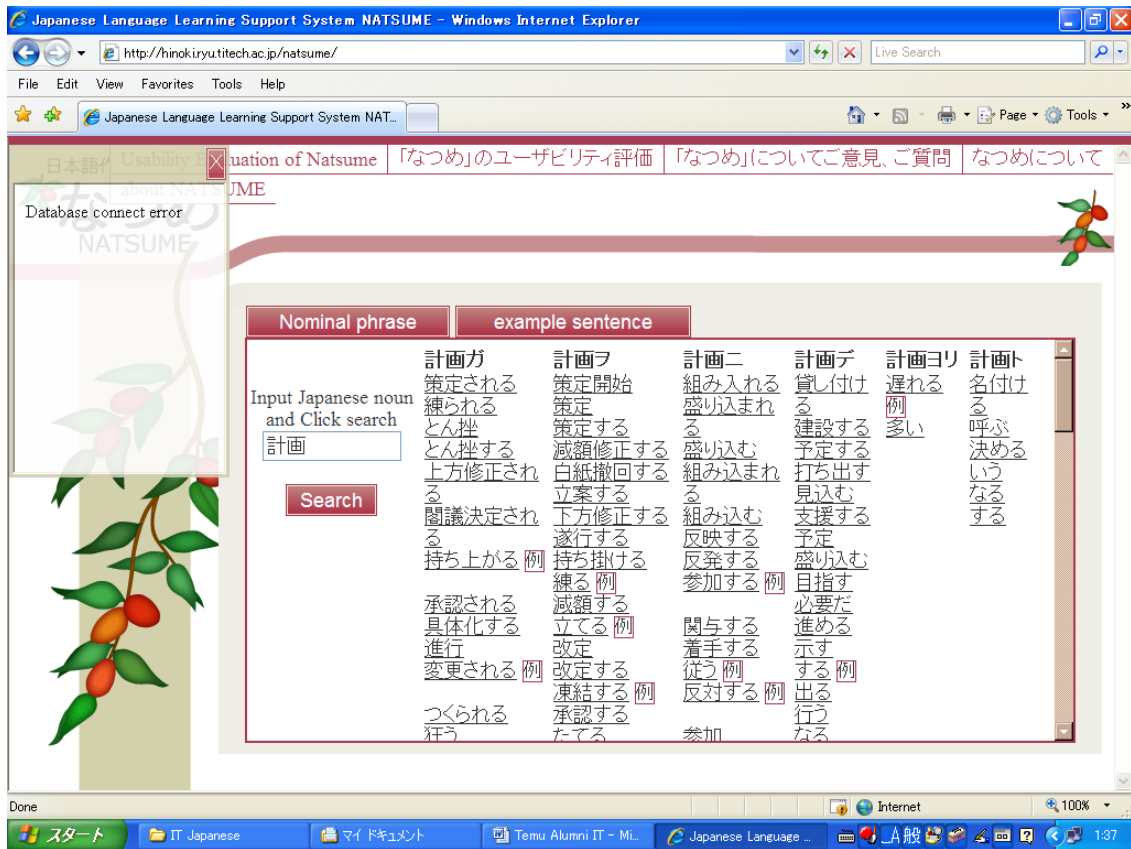 Japanese Language Learning Support System NATSUME - Windows Internet Explorer
http://hinoki.ryu.titech.ac.jp/natsume/
Live Search
File Edit View Favorites Tools Help
Japanese Language Learning Support System NAT...
Page Tools
日本語作 Usability Evaluation of Natsume 「なつめ」のユーザビリティ評価 「なつめ」についてご意見、ご質問 なつめについて
about NATSUME
Database connect error
なつめ
NATSUME
Nominal phrase example sentence
Input Japanese noun
and Click search
計画
Search
計画ガ
策定される
練られる
とん挫
とん挫する
上方修正され
る
閣議決定され
る
持ち上がる 例
承認される
具体化する
進行
変更される 例
つくられる
狂う
計画ヲ
策定開始
策定
策定する
減額修正する
白紙撤回する
立案する
下方修正する
遂行する
持ち掛ける
練る 例
減額する
立てる 例
改定
改定する
凍結する 例
承認する
たてる
計画ニ
組み入れる
盛り込まれ
る
盛り込む
組み込まれ
る
組み込む
反映する
反発する
参加する 例
関与する
着手する
従う 例
反対する 例
参加
計画デ
貸し付け
る
建設する
予定する
打ち出す
見込む
支援する
予定
盛り込む
目指す
必要だ
進める
示す
する 例
出る
行う
なる
計画ヨリ
遅れる
例
多い
計画ト
名付け
る
呼ぶ
決める
いう
なる
する
Done Internet 100%
スタート IT Japanese マイ ドキュメント Temu Alumni IT - Mi... Japanese Language ... A 般 1:37